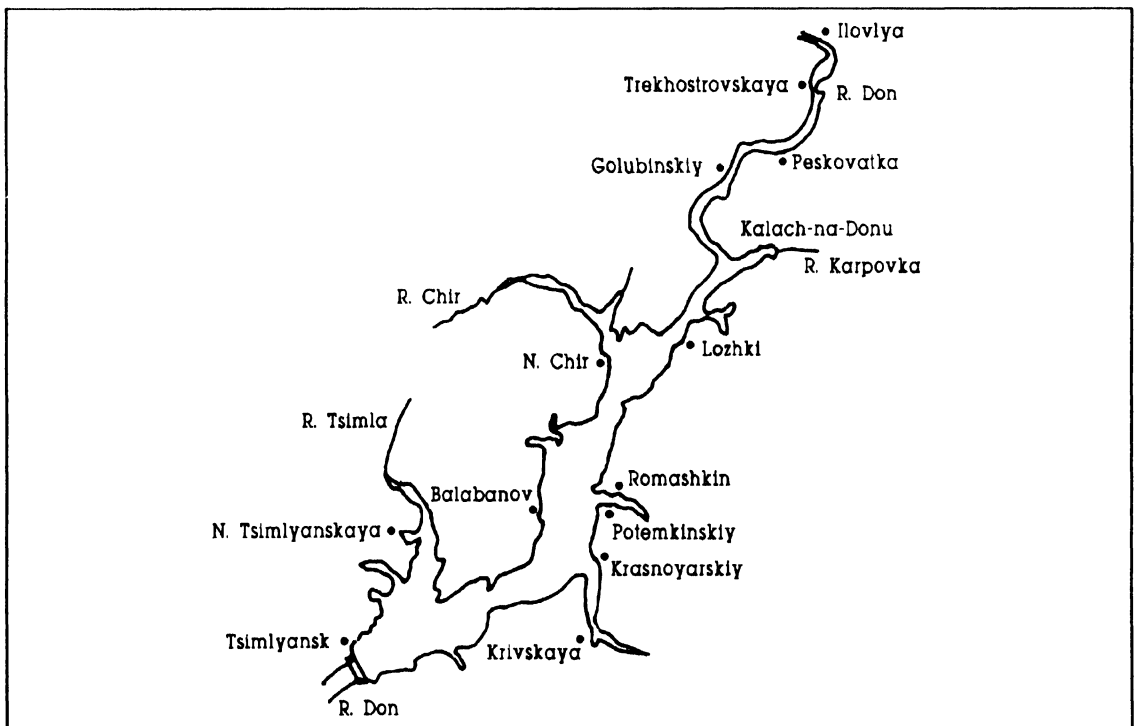 Ilovlya
Trekhostrovskaya
R. Don
Golubinskiy
Peskovatka
Kalach-na-Donu
R. Karpovka
R. Chir
N. Chir
Lozhki
R. Tsimla
Romashkin
Balabanov
N. Tsimlyanskaya
Potemkinskiy
Krasnoyarskiy
Tsimlyansk
Krivskaya
R. Don